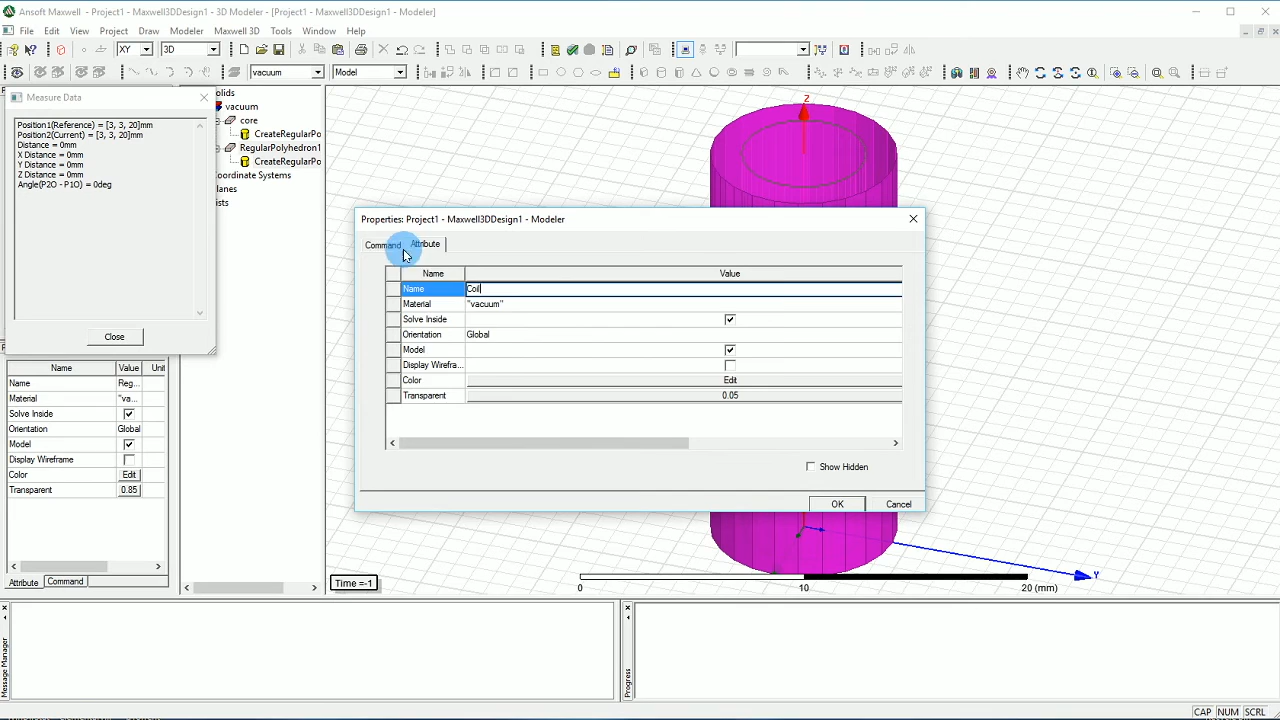 Ansoft Maxwell - Project1 - Maxwell3DDesign1 - 3D Modeler - [Project1 - Maxwell3DDesign1 - Modeler]
File Edit View Project Draw Modeler Maxwell 3D Tools Window Help
XY 3D
vacuum Model
Measure Data
Position1(Reference) = [3, 3, 20]mm
Position2(Current) = [3, 3, 20]mm
Distance = 0mm
X Distance = 0mm
Y Distance = 0mm
Z Distance = 0mm
Angle(P2O - P1O) = 0deg
Close
olids
vacuum
core
CreateRegularPo
RegularPolyhedron1
CreateRegularPo
oordinate Systems
lanes
ists
Name Value Unit
Name Reg...
Material "va...
Solve Inside
Orientation Global
Model
Display Wireframe
Color Edit
Transparent 0.85
Attribute Command
Z
Properties: Project1 - Maxwell3DDesign1 - Modeler
Command Attribute
Name Value
Name Coil
Material "vacuum"
Solve Inside
Orientation Global
Model
Display Wirefra...
Color Edit
Transparent 0.05
Show Hidden
OK Cancel
Y
Time =-1
0 10 20 (mm)
Message Manager
Progress
CAP NUM SCRL